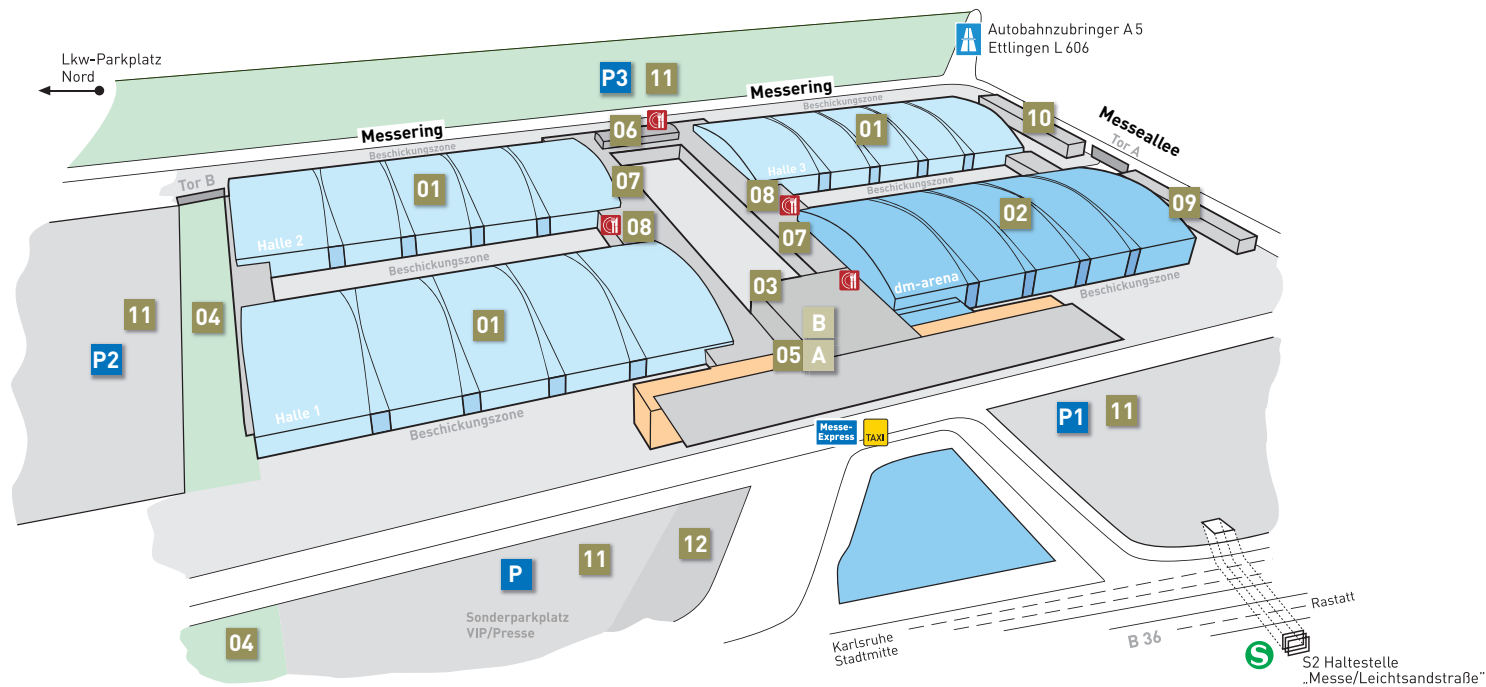 Autobahnzubringer A 5
Ettlingen L 606
Lkw-Parkplatz
Nord
P3
11
Messering
Beschickungszone
Messering
Beschickungszone
06
01
10
Messeallee
Tor A
Halle 3
Tor B
01
07
08
Beschickungszone
09
02
Halle 2
08
07
Beschickungszone
03
dm-arena
Beschickungszone
11
04
01
B
P2
05
A
Halle 1
Beschickungszone
P1
11
Messe-
Express
TAXI
12
11
P
Sonderparkplatz
VIP/Presse
04
Karlsruhe
Stadtmitte
B 36
Rastatt
S
S2 Haltestelle
„Messe/Leichtsandstraße"